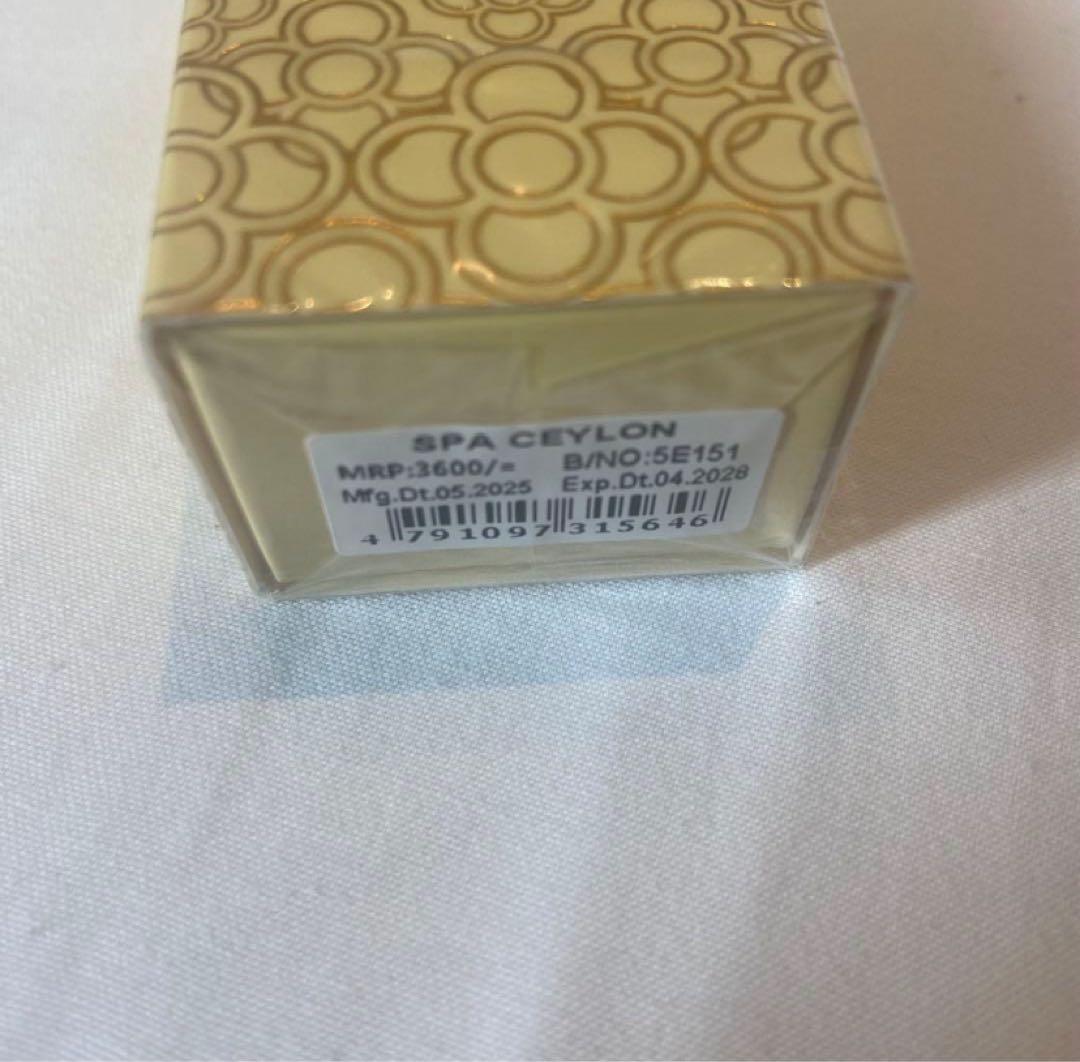 SPA CEYLON
MRP:3600/= B/NO:5E151
Mfg.Dt.05.2025 Exp.Dt.04.2028
4 791097 315646